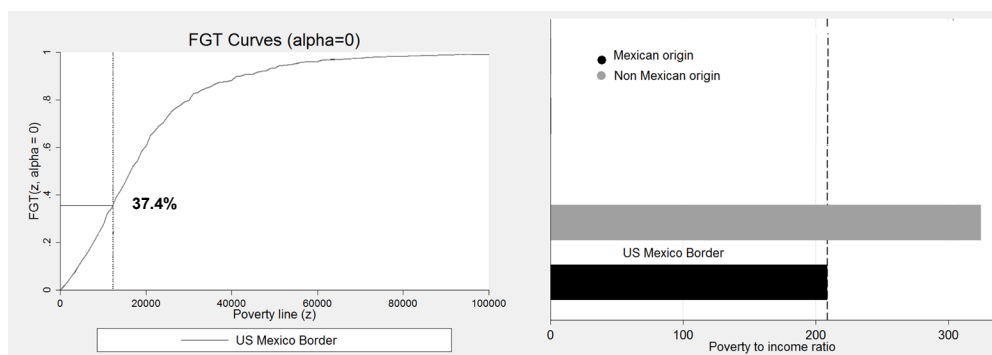 FGT Curves (alpha=0)
FGT(z, alpha = 0)
1
.8
.6
.4
.2
0
37.4%
0 20000 40000 60000 80000 100000
Poverty line (z)
US Mexico Border
Mexican origin
Non Mexican origin
US Mexico Border
0 100 200 300
Poverty to income ratio